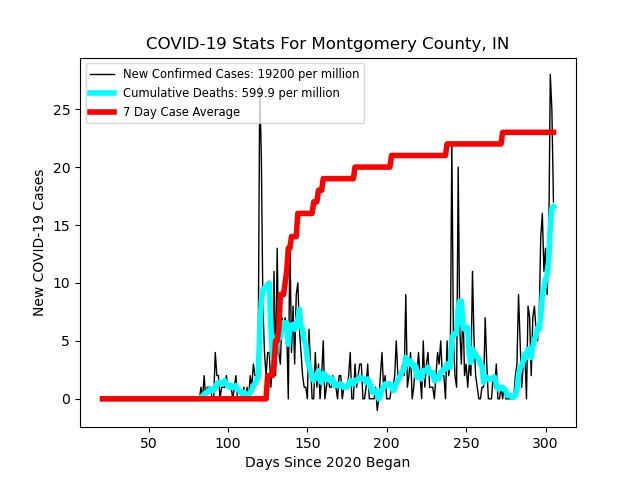 COVID-19 Stats For Montgomery County, IN
New Confirmed Cases: 19200 per million
Cumulative Deaths: 599.9 per million
7 Day Case Average
New COVID-19 Cases
25
20
15
10
5
0
50 100 150 200 250 300
Days Since 2020 Began